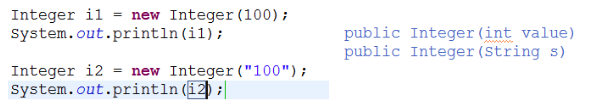 Integer i1 = new Integer(100);
System.out.println(i1);
public Integer(int value)
public Integer(String s)
Integer i2 = new Integer("100");
System.out.println(i2);